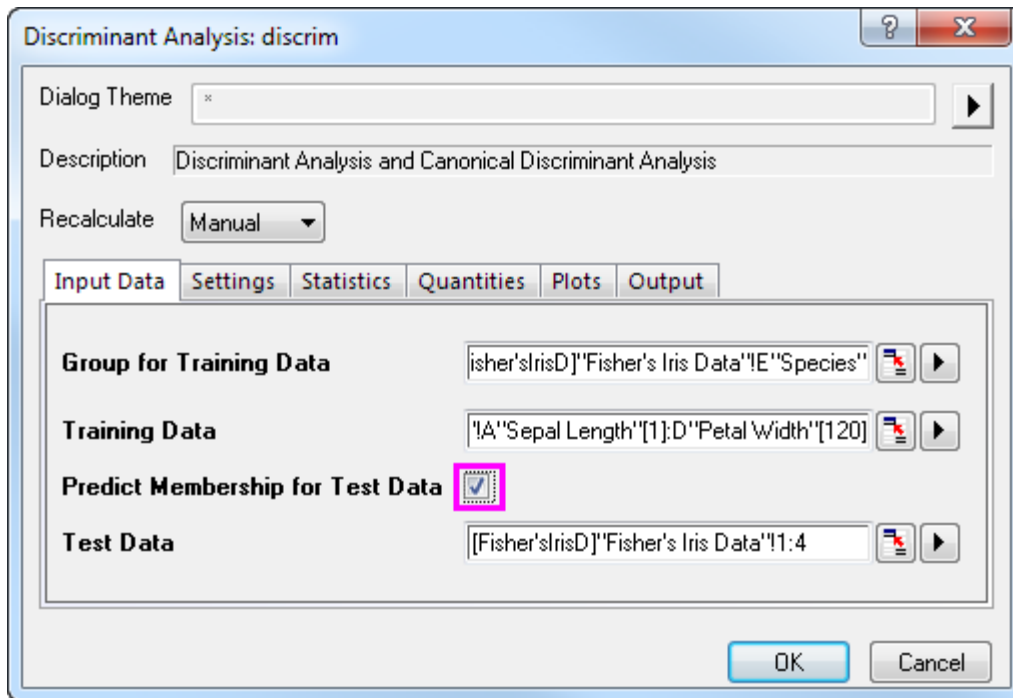 Discriminant Analysis: discrim
Dialog Theme *
Description Discriminant Analysis and Canonical Discriminant Analysis
Recalculate Manual
Input Data Settings Statistics Quantities Plots Output
Group for Training Data isher'sIrisD]"Fisher's Iris Data"!E"Species"
Training Data "!A"Sepal Length"[1]:D"Petal Width"[120]
Predict Membership for Test Data
Test Data [Fisher'sIrisD]"Fisher's Iris Data"!1:4
OK Cancel